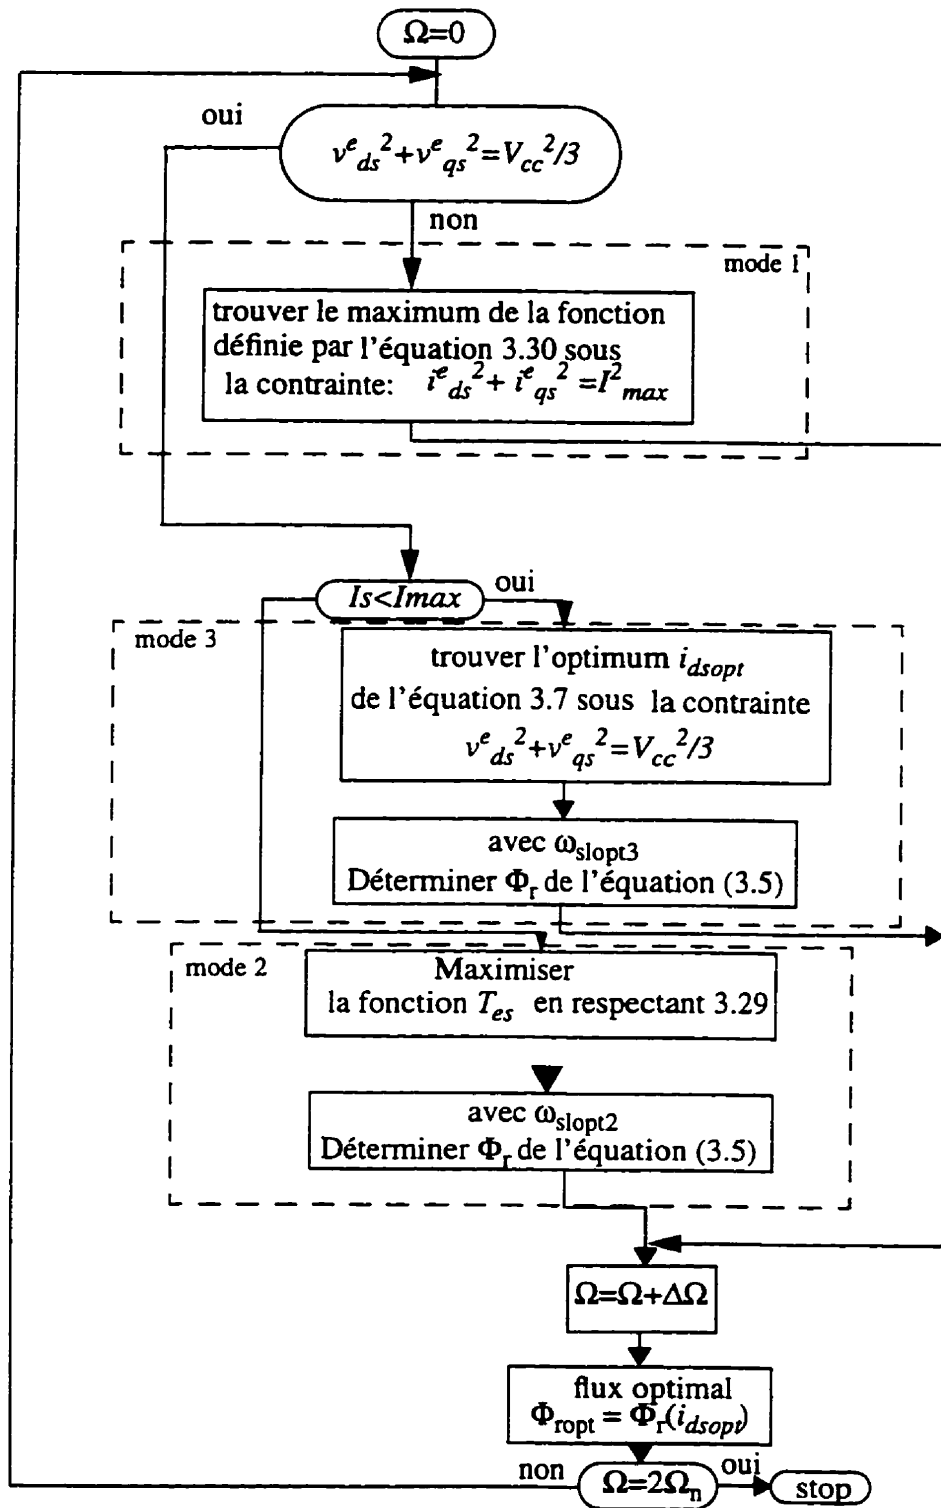 Ω=0
oui
v^e_ds^2+v^e_qs^2=V_cc^2/3
non
mode 1
trouver le maximum de la fonction
définie par l'équation 3.30 sous
la contrainte: i^e_ds^2+ i^e_qs^2 =I^2_max
Is<Imax
oui
mode 3
trouver l'optimum i_dsopt
de l'équation 3.7 sous la contrainte
v^e_ds^2+v^e_qs^2=V_cc^2/3
avec ω_slopt3
Déterminer Φ_r de l'équation (3.5)
mode 2
Maximiser
la fonction T_es en respectant 3.29
avec ω_slopt2
Déterminer Φ_r de l'équation (3.5)
Ω=Ω+ΔΩ
flux optimal
Φ_ropt = Φ_r(i_dsopt)
non
Ω=2Ω_n
oui
stop